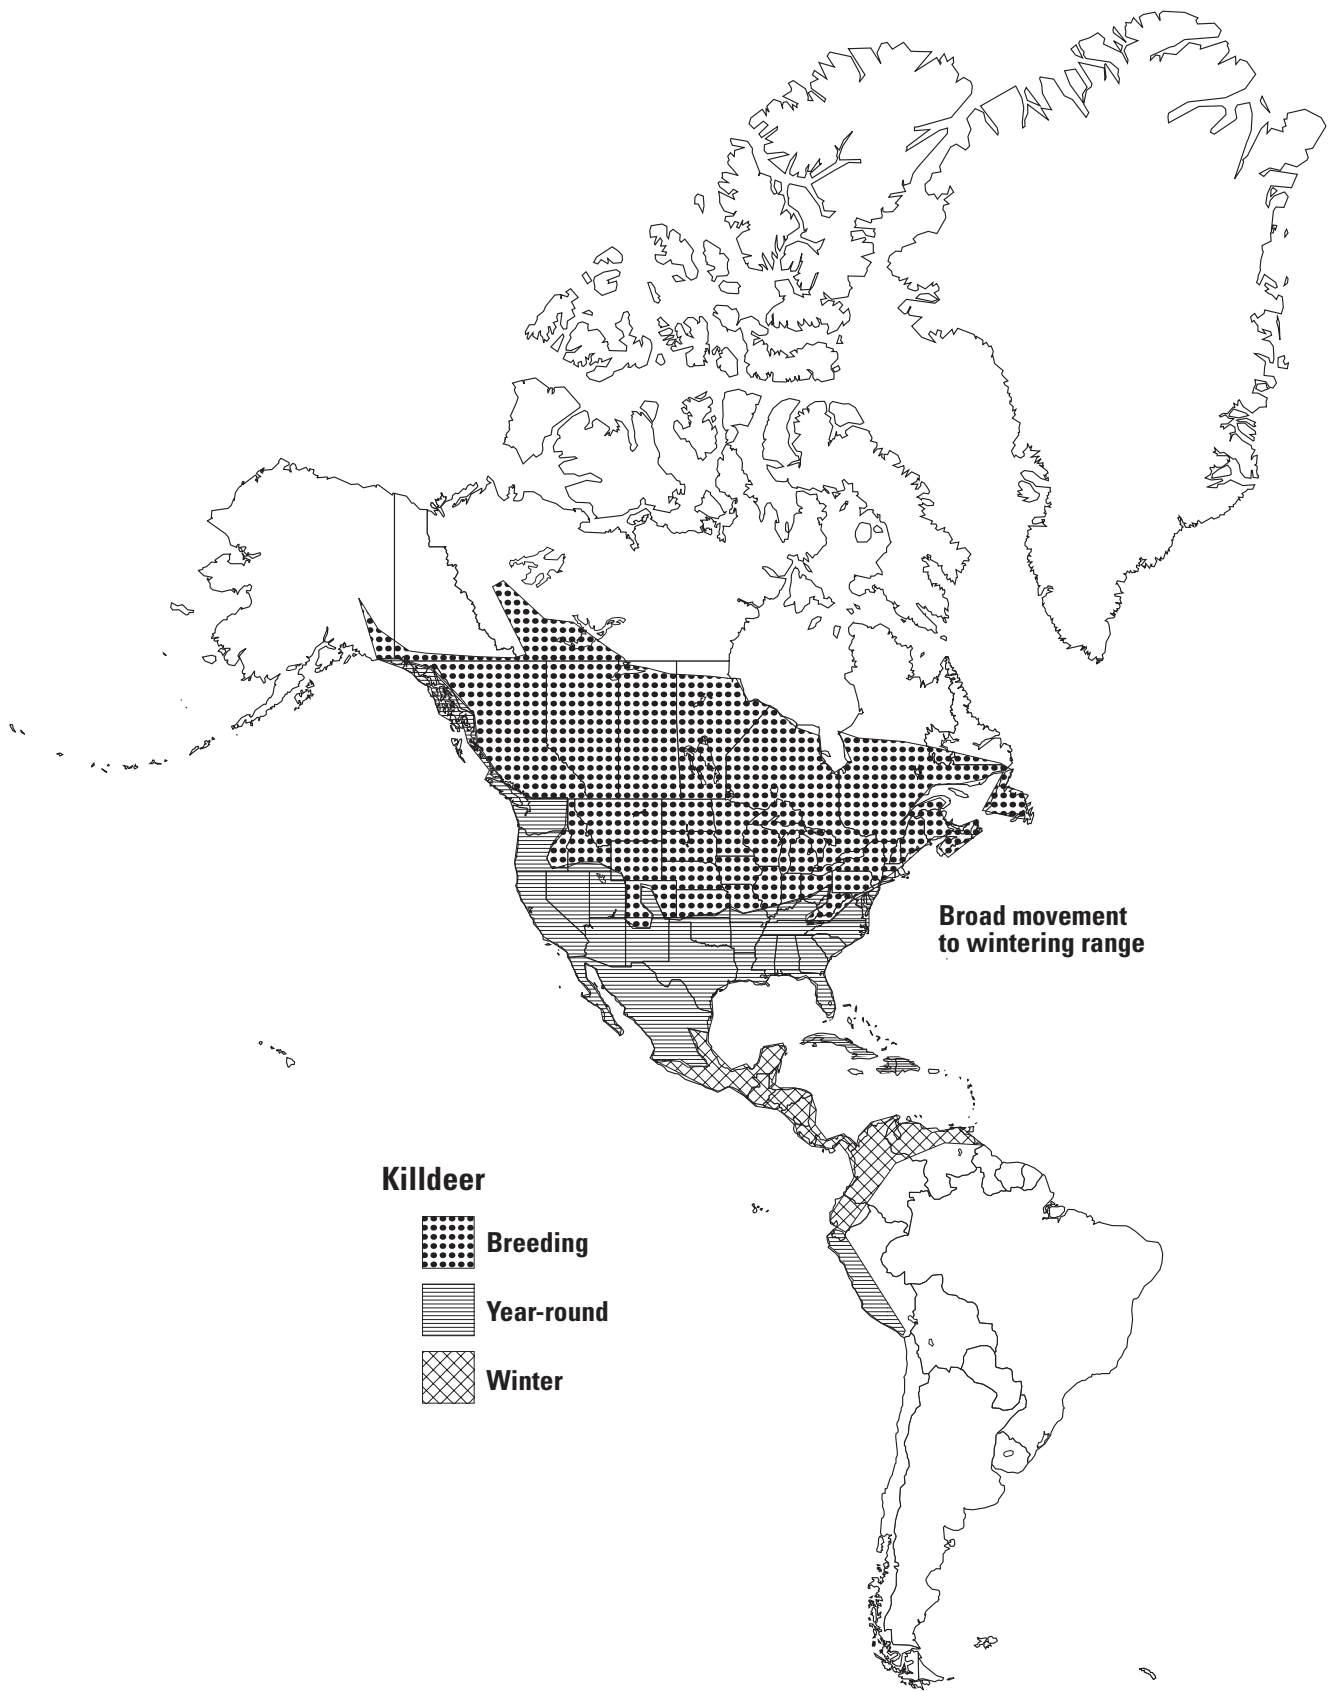 Broad movement
to wintering range
Killdeer
Breeding
Year-round
Winter